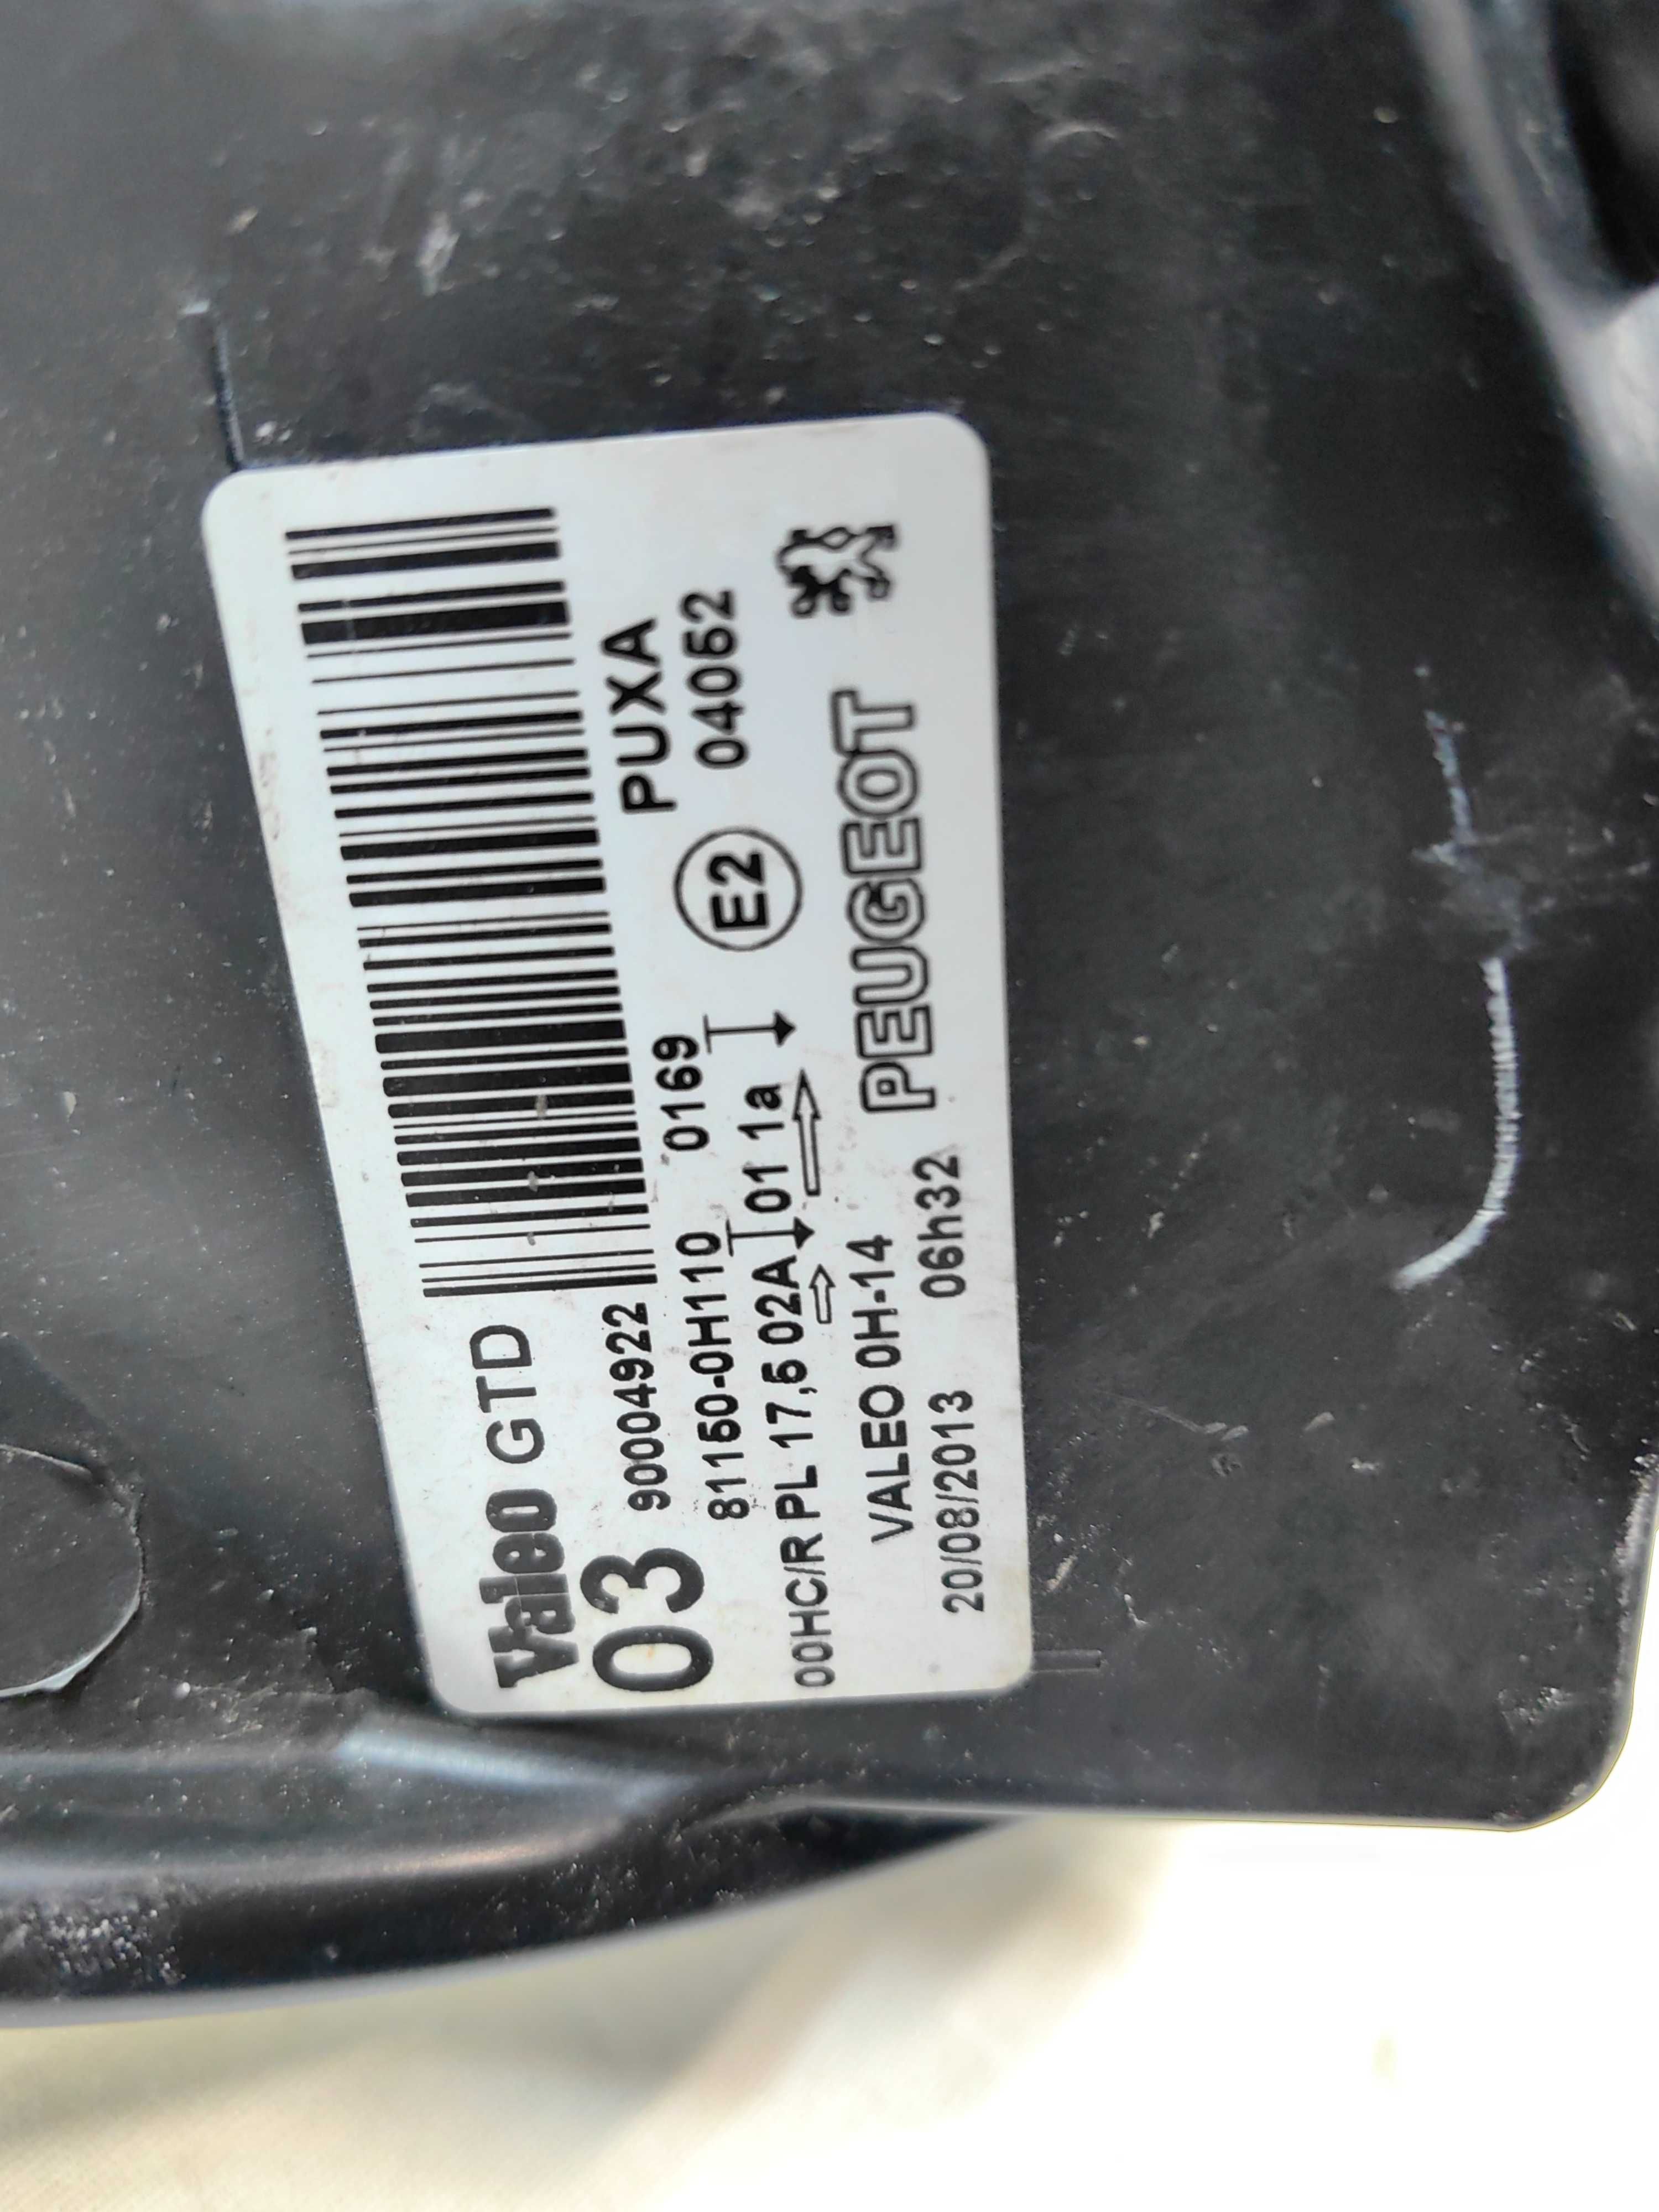 Valeo GTD
03 90004922 PUXA
81150-0H110 0169
00HC/R PL 17,5 02A 01 1a E2 04052
VALEO 0H-14
20/08/2013 06h32 PEUGEOT